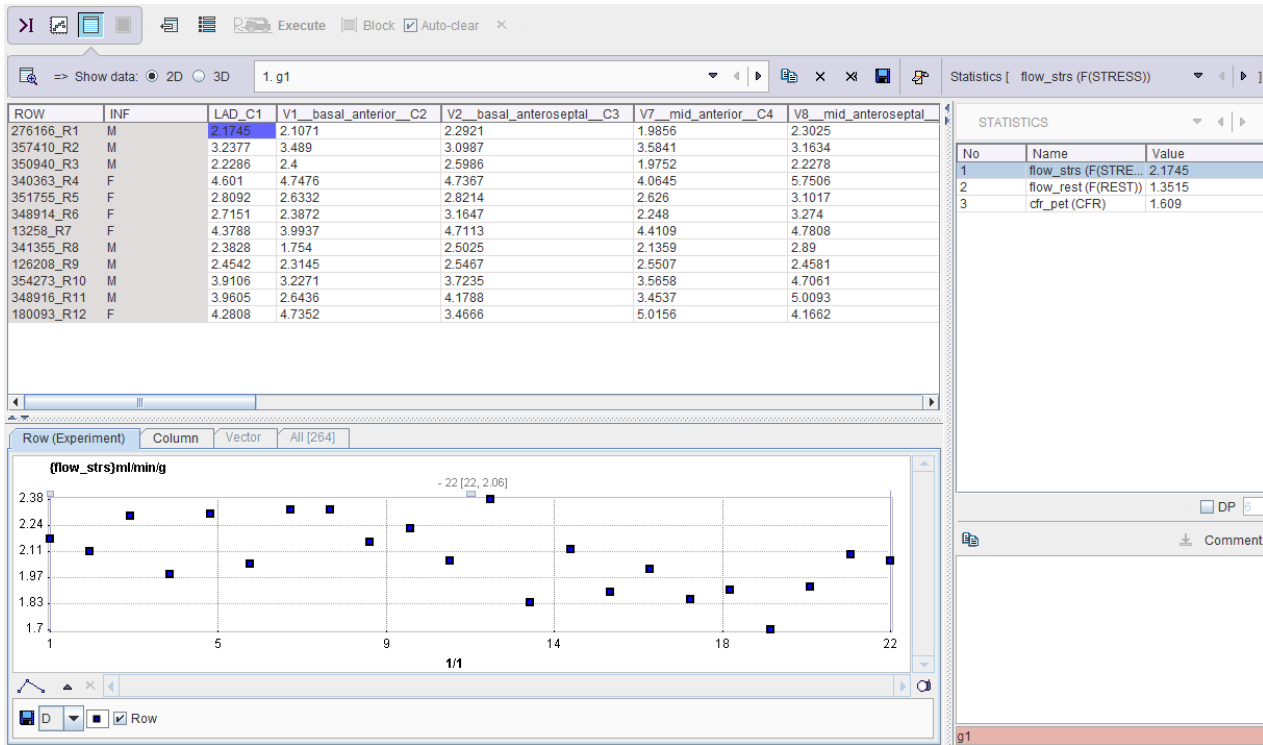 Execute Block Auto-clear
=> Show data: 2D 3D 1. g1 Statistics [ flow_strs (F(STRESS)) ]
ROW INF LAD_C1 V1__basal_anterior__C2 V2__basal_anteroseptal__C3 V7__mid_anterior__C4 V8__mid_anteroseptal_
276166_R1 M 2.1745 2.1071 2.2921 1.9856 2.3025
357410_R2 M 3.2377 3.489 3.0987 3.5841 3.1634
350940_R3 M 2.2286 2.4 2.5986 1.9752 2.2278
340363_R4 F 4.601 4.7476 4.7367 4.0645 5.7506
351755_R5 F 2.8092 2.6332 2.8214 2.626 3.1017
348914_R6 F 2.7151 2.3872 3.1647 2.248 3.274
13258_R7 F 4.3788 3.9937 4.7113 4.4109 4.7808
341355_R8 M 2.3828 1.754 2.5025 2.1359 2.89
126208_R9 M 2.4542 2.3145 2.5467 2.5507 2.4581
354273_R10 M 3.9106 3.2271 3.7235 3.5658 4.7061
348916_R11 M 3.9605 2.6436 4.1788 3.4537 5.0093
180093_R12 F 4.2808 4.7352 3.4666 5.0156 4.1662
STATISTICS
No Name Value
1 flow_strs (F(STRE... 2.1745
2 flow_rest (F(REST)) 1.3515
3 cfr_pet (CFR) 1.609
DP 6
Comment
Row (Experiment) Column Vector All [264]
{flow_strs}ml/min/g
- 22 [22, 2.06]
2.38
2.24
2.11
1.97
1.83
1.7
1 5 9 14 18 22
1/1
D Row
g1